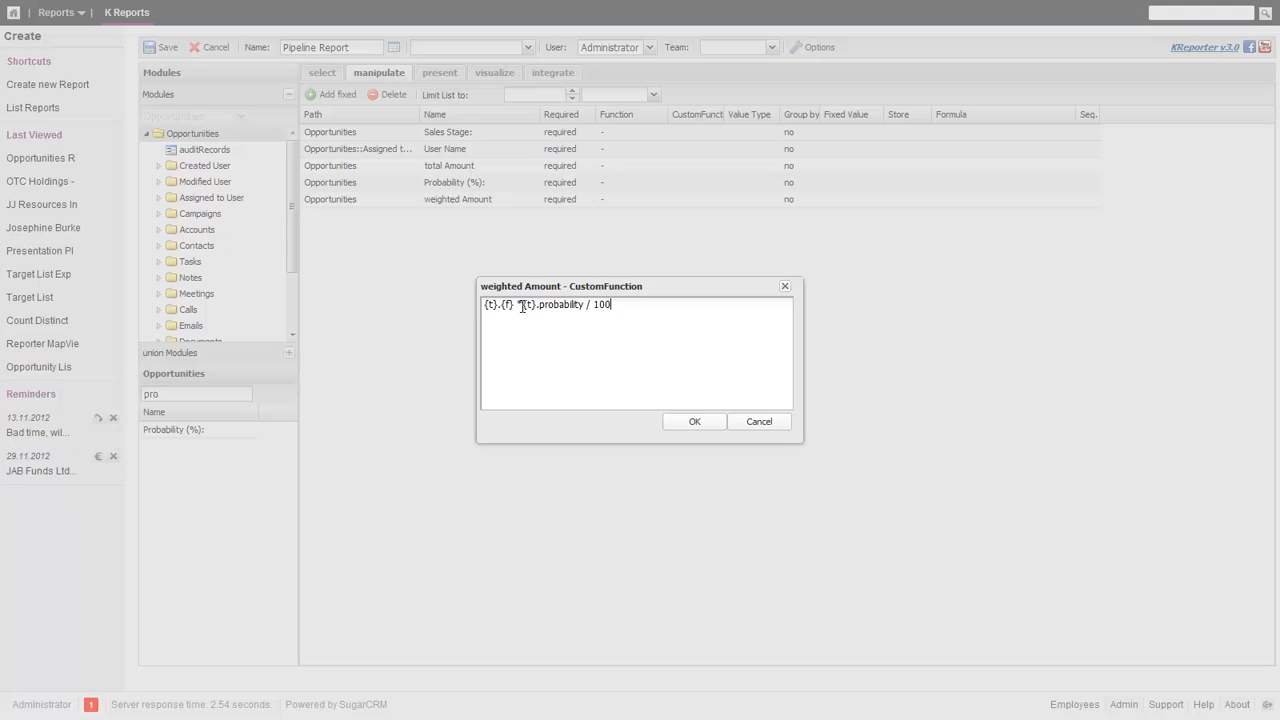 Reports
K Reports
Create
Save
Cancel
Name:
Pipeline Report
User:
Administrator
Team:
Options
KReporter v3.0
Shortcuts
Create new Report
List Reports
Last Viewed
Opportunities R
OTC Holdings -
JJ Resources In
Josephine Burke
Presentation Pl
Target List Exp
Target List
Count Distinct
Reporter MapVie
Opportunity Lis
Reminders
13.11.2012
Bad time, wil...
29.11.2012
JAB Funds Ltd...
Modules
Modules
Opportunities
Opportunities
auditRecords
Created User
Modified User
Assigned to User
Campaigns
Accounts
Contacts
Tasks
Notes
Meetings
Calls
Emails
Documents
union Modules
Opportunities
pro
Name
Probability (%):
select manipulate present visualize integrate
Add fixed Delete Limit List to:
Path Name Required Function CustomFunct Value Type Group by Fixed Value Store Formula Seq.
Opportunities Sales Stage: required - no
Opportunities::Assigned t... User Name required - no
Opportunities total Amount required - no
Opportunities Probability (%): required - no
Opportunities weighted Amount required - no
weighted Amount - CustomFunction
{t}.{f} *{t}.probability / 100
OK Cancel
Administrator 1 Server response time: 2.54 seconds. Powered by SugarCRM
Employees Admin Support Help About